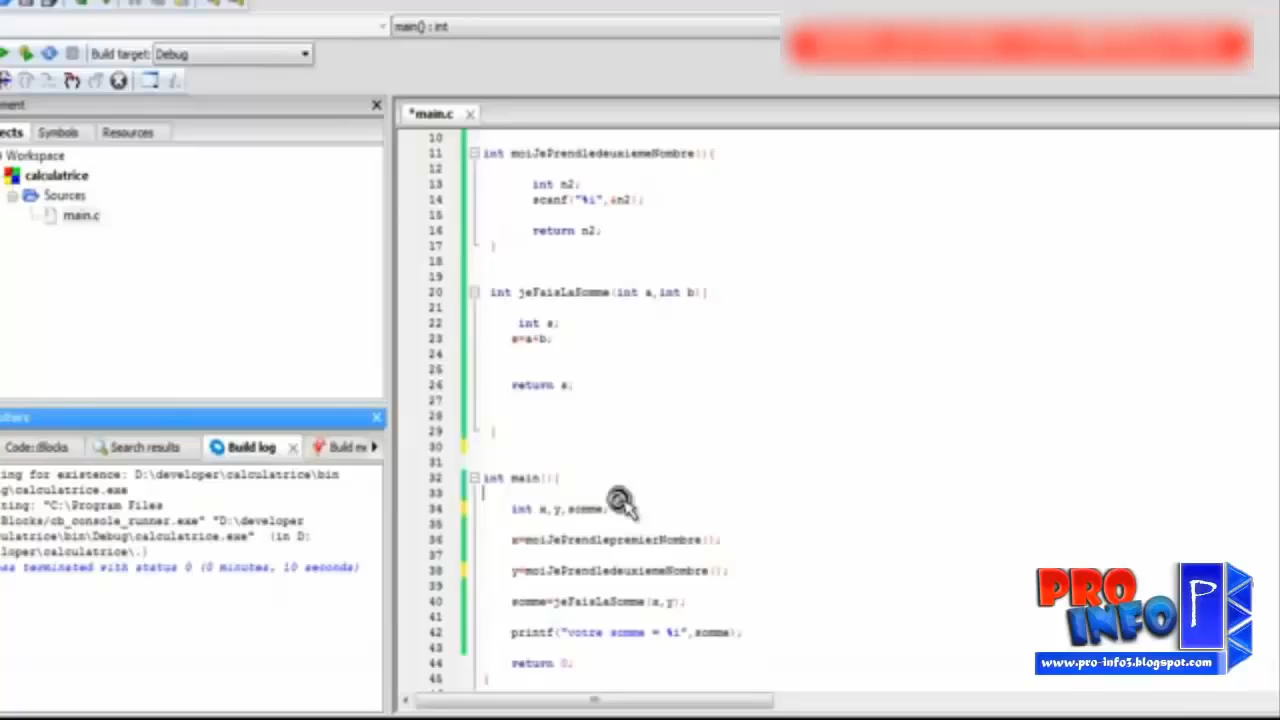 main() : int
Build target: Debug
*main.c
Symbols Resources
Workspace
calculatrice
Sources
main.c
10
11 int moiJePrendledeuxiemeNombre(){
12
13 int n2;
14 scanf("%i",&n2);
15
16 return n2;
17 }
18
19
20 int jeFaisLaSomme(int a,int b){
21
22 int s;
23 s=a+b;
24
25
26 return s;
27
28
29 }
30
31
32 int main(){
33
34 int x,y,somme;
35
36 x=moiJePrendlepremierNombre();
37
38 y=moiJePrendledeuxiemeNombre();
39
40 somme=jeFaisLaSomme(x,y);
41
42 printf("votre somme = %i",somme);
43
44 return 0;
45 }
Code::Blocks Search results Build log
ing for existence: D:\developer\calculatrice\bin
g\calculatrice.exe
ting: "C:\Program Files
Blocks/cb_console_runner.exe" "D:\developer
ulatrice\bin\Debug\calculatrice.exe" (in D:
loper\calculatrice\.)
ess terminated with status 0 (0 minutes, 10 seconds)
PRO
INFO
P
www.pro-info3.blogspot.com